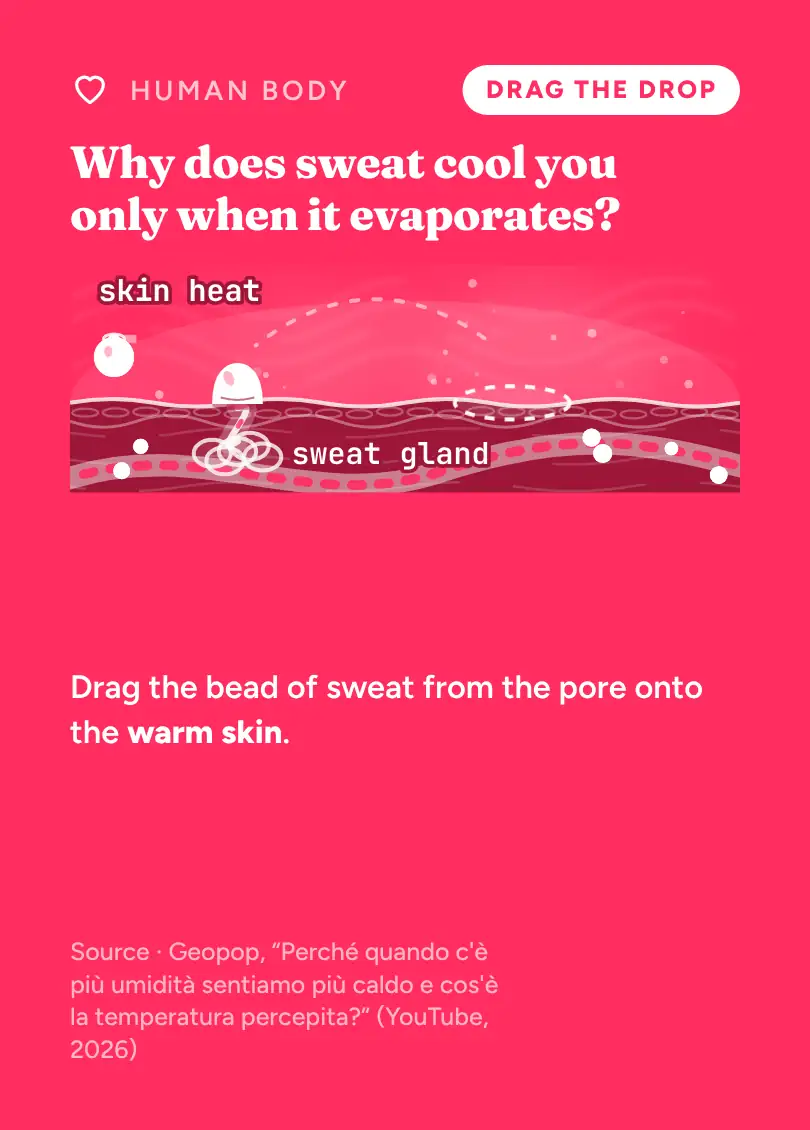 HUMAN BODY
DRAG THE DROP
Why does sweat cool you
only when it evaporates?
skin heat
sweat gland
Drag the bead of sweat from the pore onto
the warm skin.
Source · Geopop, “Perché quando c'è
più umidità sentiamo più caldo e cos'è
la temperatura percepita?” (YouTube,
2026)